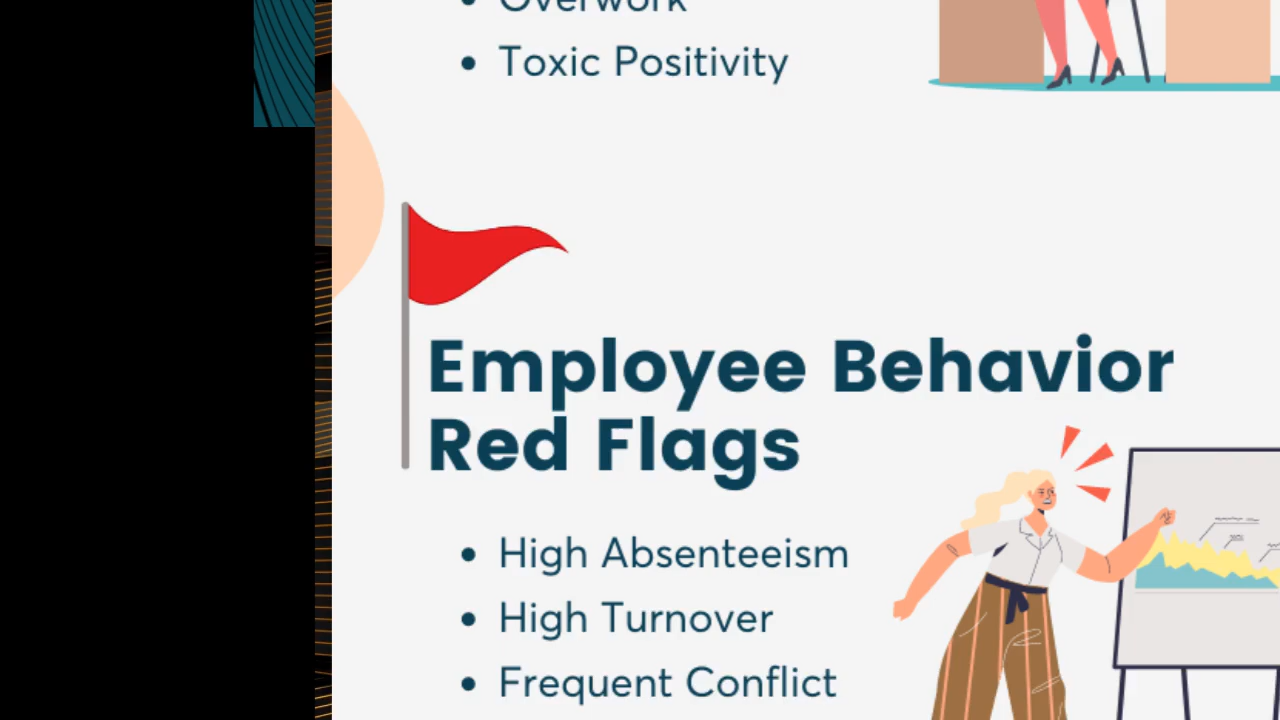 • Overwork
• Toxic Positivity
Employee Behavior
Red Flags
• High Absenteeism
• High Turnover
• Frequent Conflict